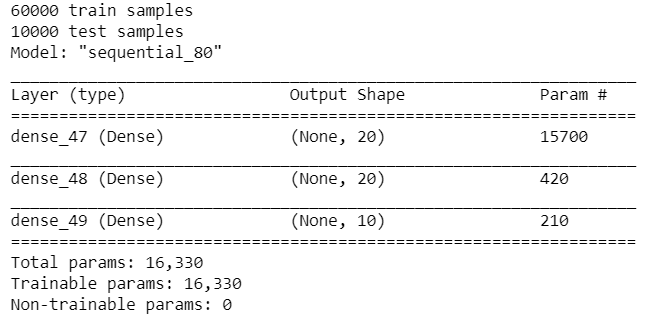 60000 train samples
10000 test samples
Model: "sequential_80"
_________________________________________________________________
Layer (type)                 Output Shape              Param #
=================================================================
dense_47 (Dense)             (None, 20)                15700
_________________________________________________________________
dense_48 (Dense)             (None, 20)                420
_________________________________________________________________
dense_49 (Dense)             (None, 10)                210
=================================================================
Total params: 16,330
Trainable params: 16,330
Non-trainable params: 0